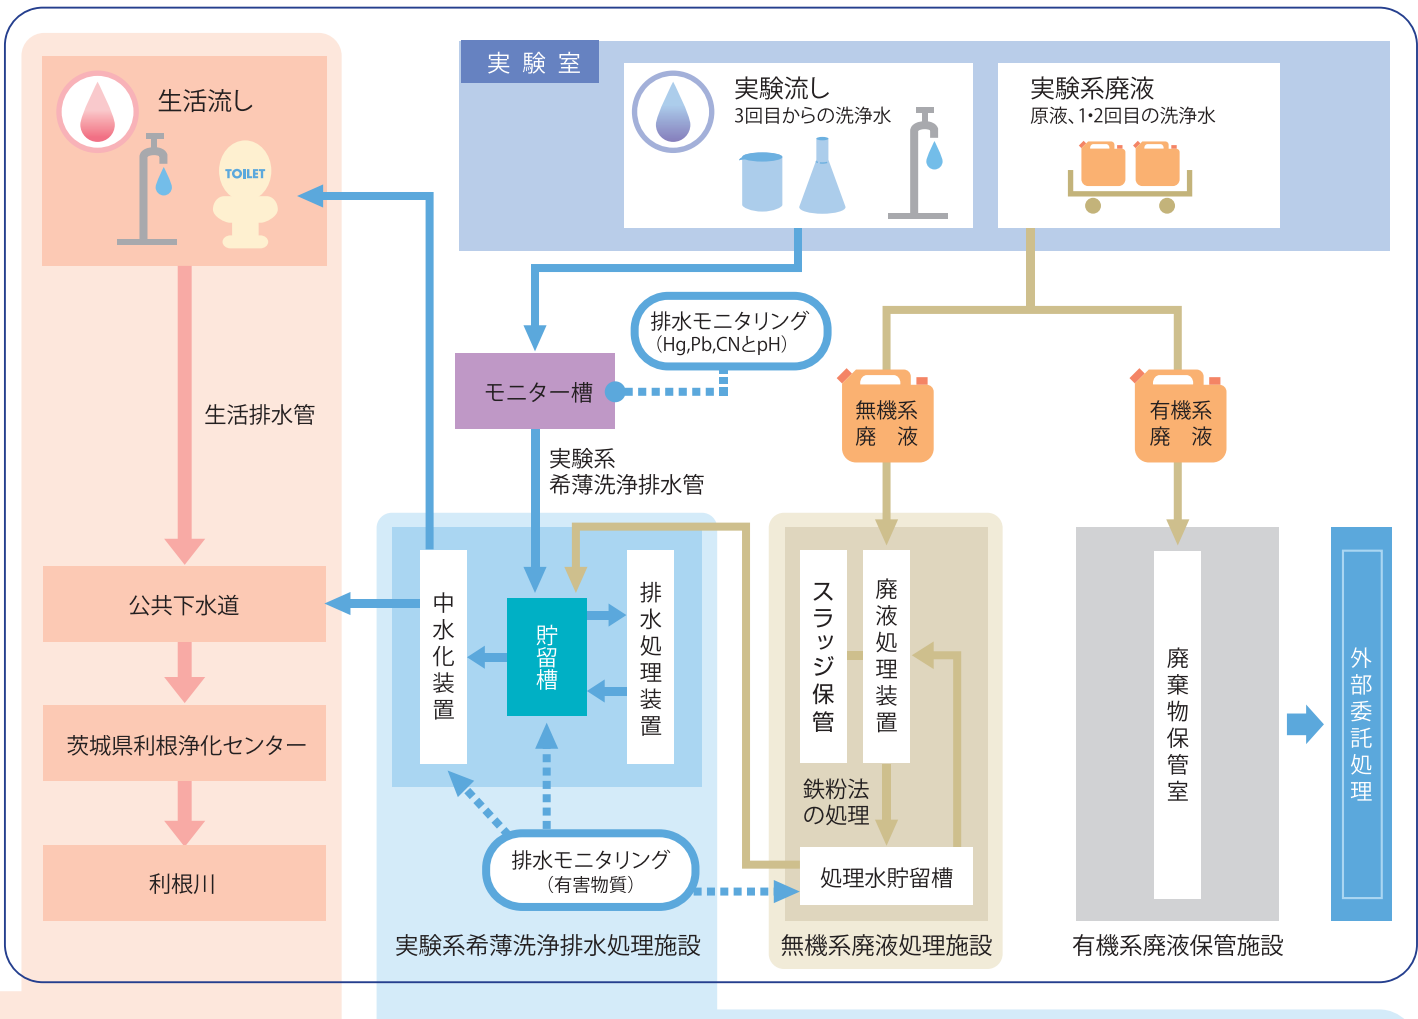 実験室
生活流し
TOILET
実験流し
3回目からの洗浄水
実験系廃液
原液、1・2回目の洗浄水
排水モニタリング
(Hg,Pb,CNとpH)
モニター槽
無機系
廃 液
有機系
廃 液
生活排水管
実験系
希薄洗浄排水管
公共下水道
茨城県利根浄化センター
利根川
中水化装置
貯留槽
排水処理装置
スラッジ保管
廃液処理装置
鉄粉法
の処理
処理水貯留槽
廃棄物保管室
外部委託処理
排水モニタリング
(有害物質)
実験系希薄洗浄排水処理施設
無機系廃液処理施設
有機系廃液保管施設